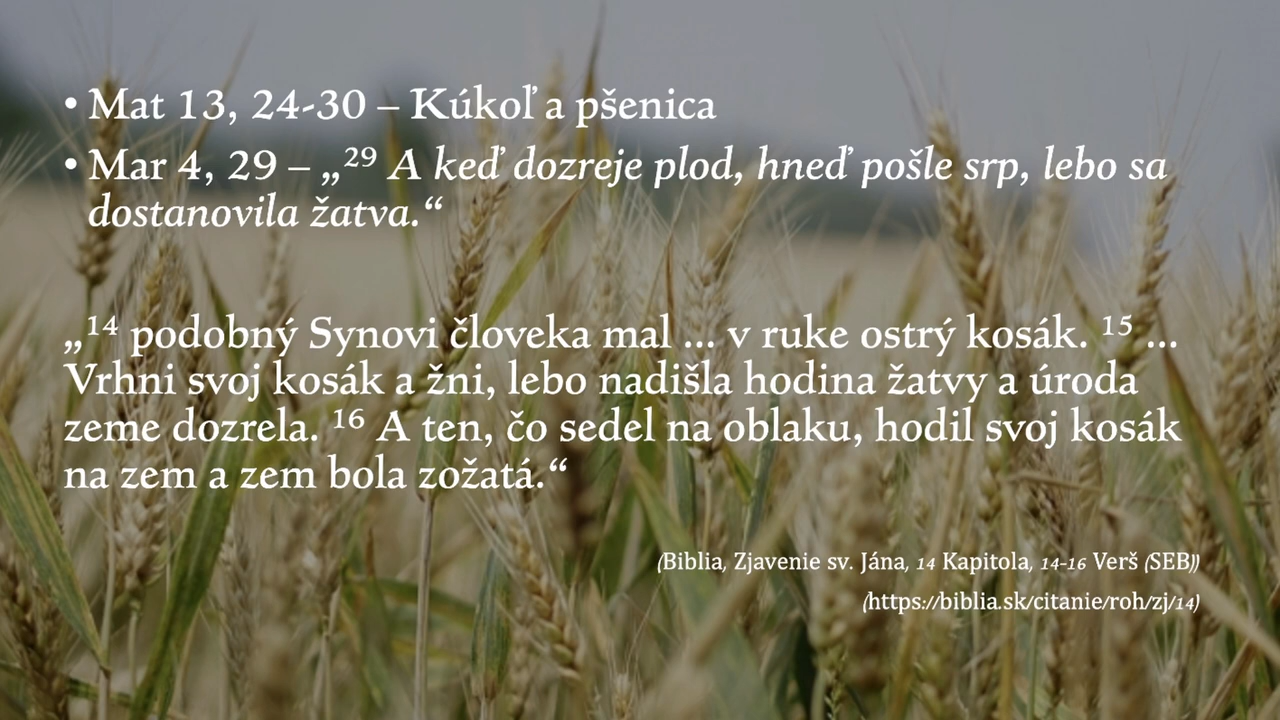 • Mat 13, 24-30 – Kúkoľ a pšenica
• Mar 4, 29 – „²⁹ A keď dozreje plod, hneď pošle srp, lebo sa
dostanovila žatva.“
„¹⁴ podobný Synovi človeka mal ... v ruke ostrý kosák. ¹⁵ ...
Vrhni svoj kosák a žni, lebo nadišla hodina žatvy a úroda
zeme dozrela. ¹⁶ A ten, čo sedel na oblaku, hodil svoj kosák
na zem a zem bola zožatá.“
(Biblia, Zjavenie sv. Jána, 14 Kapitola, 14-16 Verš (SEB))
(https://biblia.sk/citanie/roh/zj/14)